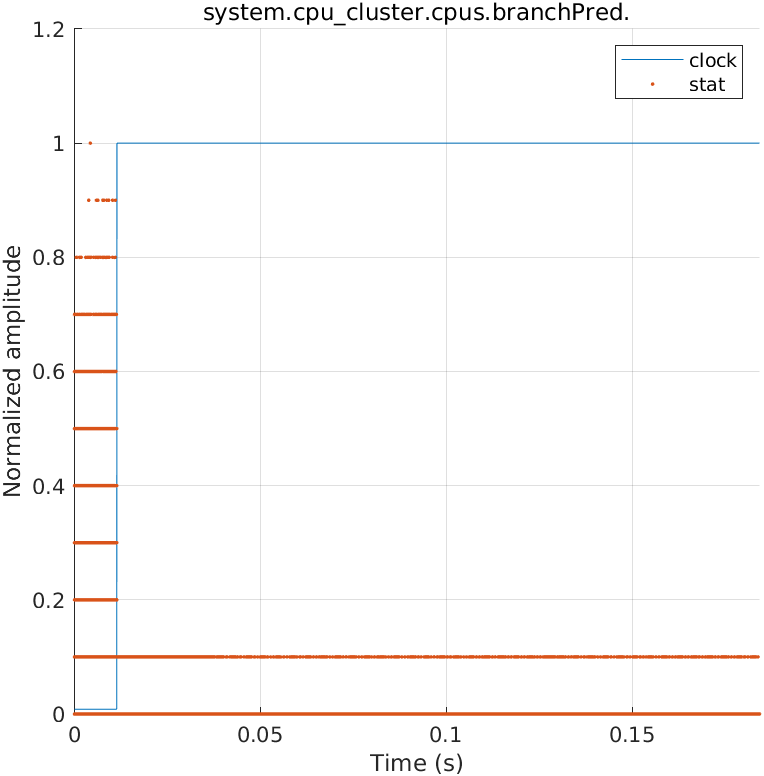 system.cpu_cluster.cpus.branchPred.
1.2
clock
stat
1
0.8
0.6
0.4
0.2
0
Normalized amplitude
0
0.05
0.1
0.15
Time (s)